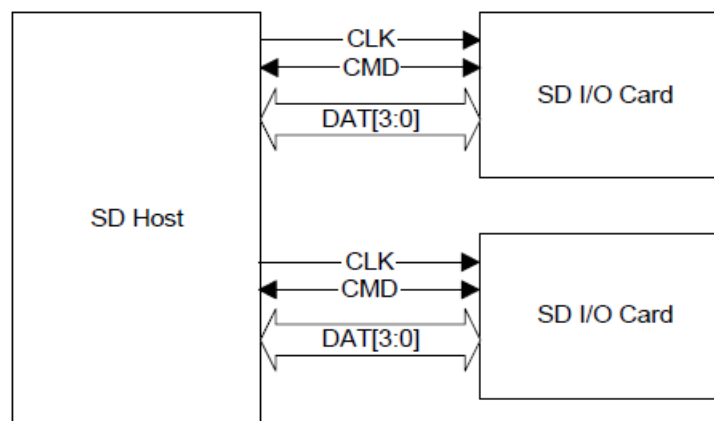 CLK
CMD
DAT[3:0]
SD I/O Card
SD Host
CLK
CMD
DAT[3:0]
SD I/O Card